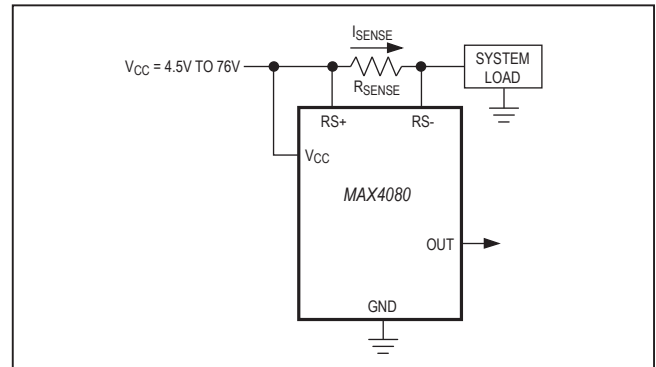 ISENSE
VCC = 4.5V TO 76V
SYSTEM
LOAD
RSENSE
RS+ RS-
VCC
MAX4080
OUT
GND